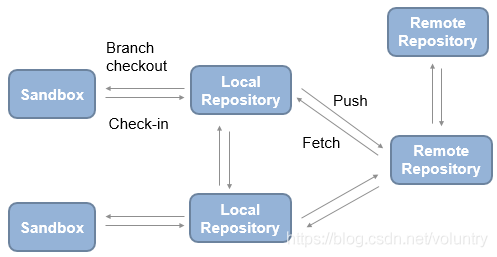 Remote
Repository
Branch
checkout
Local
Repository
Sandbox
Push
Check-in
Fetch
Remote
Repository
Local
Repository
Sandbox
https://blog.csdn.net/voluntry